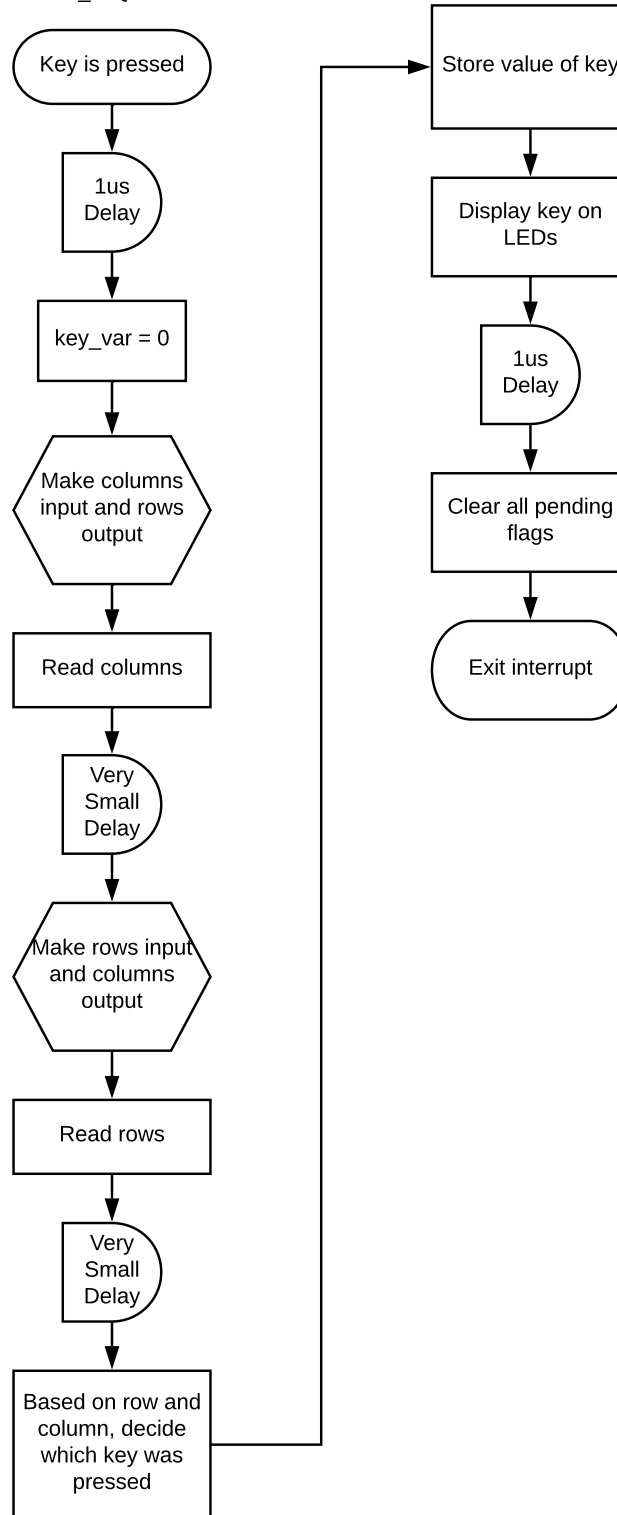 Key is pressed
1us
Delay
key_var = 0
Make columns
input and rows
output
Read columns
Very
Small
Delay
Make rows input
and columns
output
Read rows
Very
Small
Delay
Based on row and
column, decide
which key was
pressed
Store value of key
Display key on
LEDs
1us
Delay
Clear all pending
flags
Exit interrupt